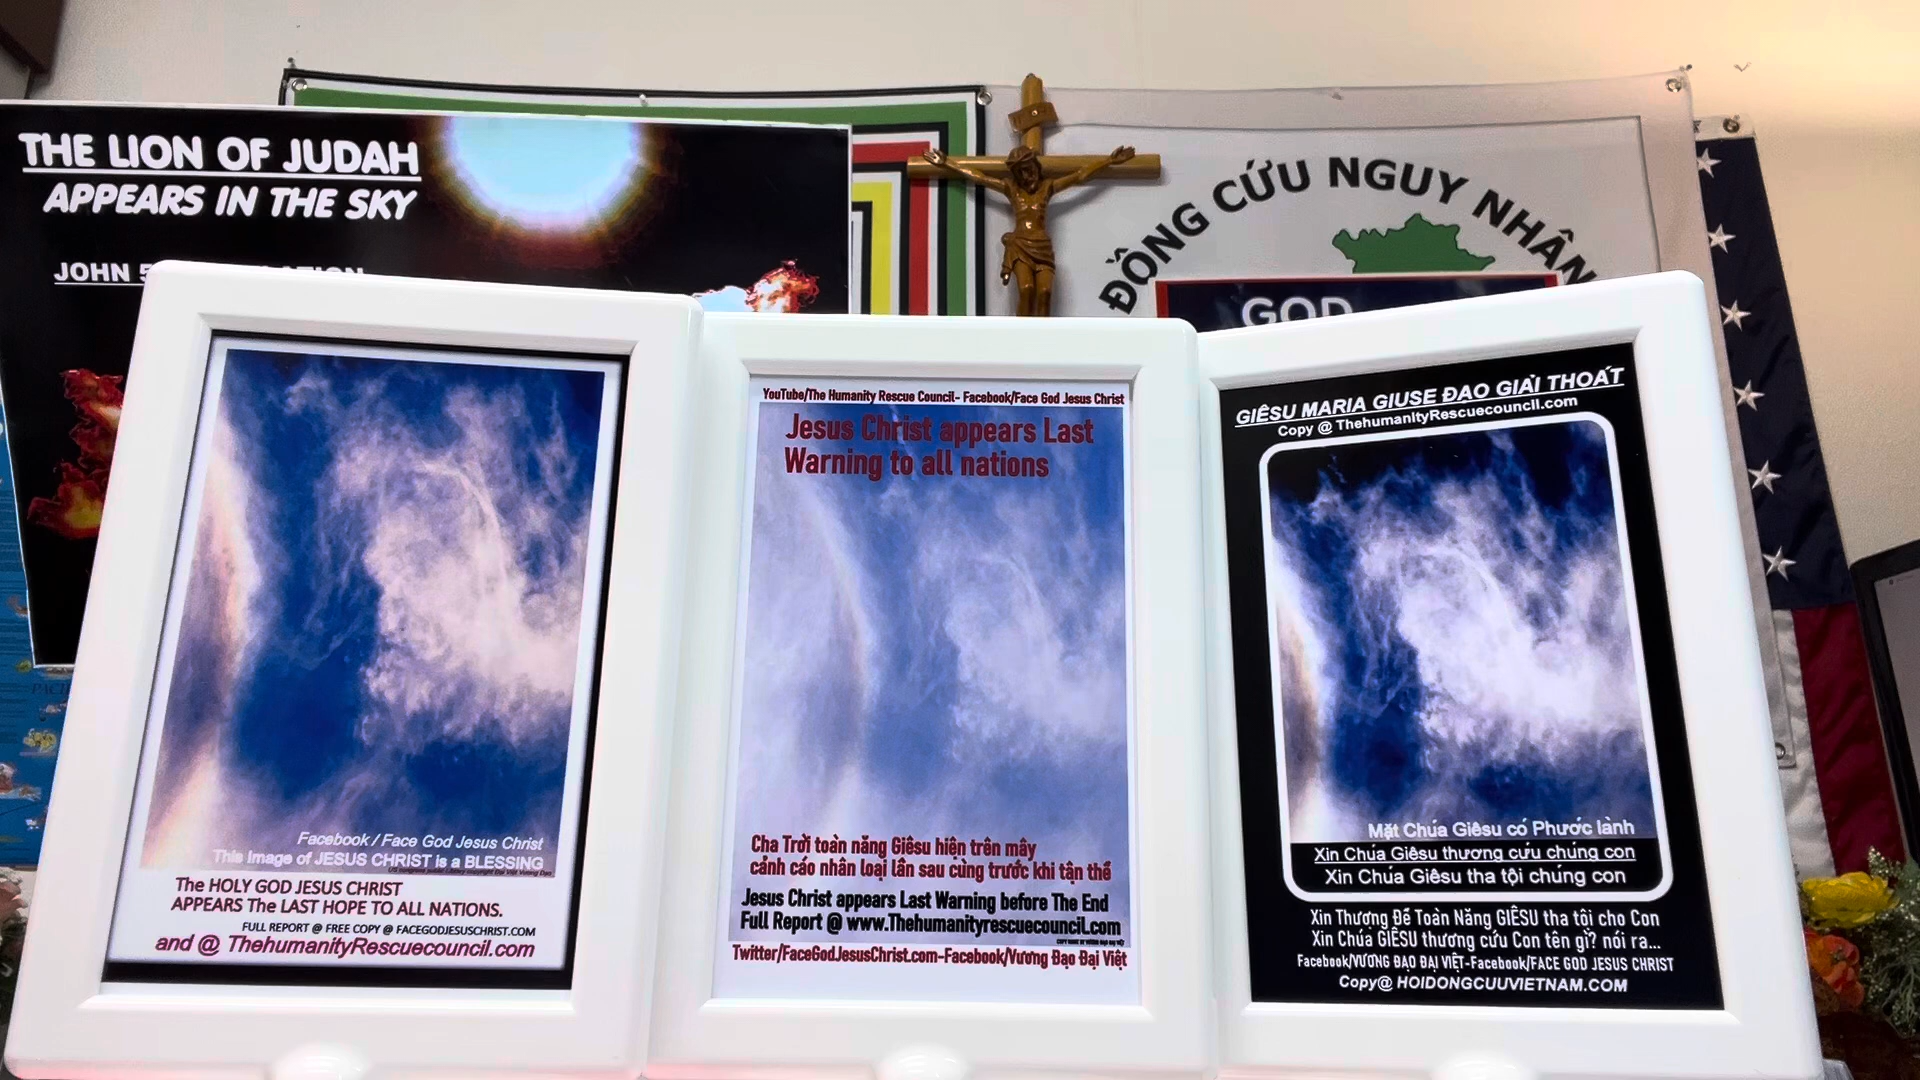 THE LION OF JUDAH
APPEARS IN THE SKY
JOHN 5
ĐỒNG CỨU NGUY NHÂN
GOD
Facebook / Face God Jesus Christ
This Image of JESUS CHRIST is a BLESSING
The HOLY GOD JESUS CHRIST
APPEARS The LAST HOPE TO ALL NATIONS.
FULL REPORT @ FREE COPY @ FACEGODJESUSCHRIST.COM
and @ ThehumanityRescuecouncil.com
YouTube/The Humanity Rescue Council- Facebook/Face God Jesus Christ
Jesus Christ appears Last
Warning to all nations
Cha Trời toàn năng Giêsu hiện trên mây
cảnh cáo nhân loại lần sau cùng trước khi tận thế
Jesus Christ appears Last Warning before The End
Full Report @ www.Thehumanityrescuecouncil.com
Twitter/FaceGodJesusChrist.com-Facebook/Vương Đạo Đại Việt
GIÊSU MARIA GIUSE ĐẠO GIẢI THOÁT
Copy @ ThehumanityRescuecouncil.com
Mặt Chúa Giêsu có Phước lành
Xin Chúa Giêsu thương cứu chúng con
Xin Chúa Giêsu tha tội chúng con
Xin Thượng Đế Toàn Năng GIÊSU tha tội cho Con
Xin Chúa GIÊSU thương cứu Con tên gì? nói ra...
Facebook/VƯƠNG ĐẠO ĐẠI VIỆT-Facebook/FACE GOD JESUS CHRIST
Copy@ HOIDONGCUUVIETNAM.COM